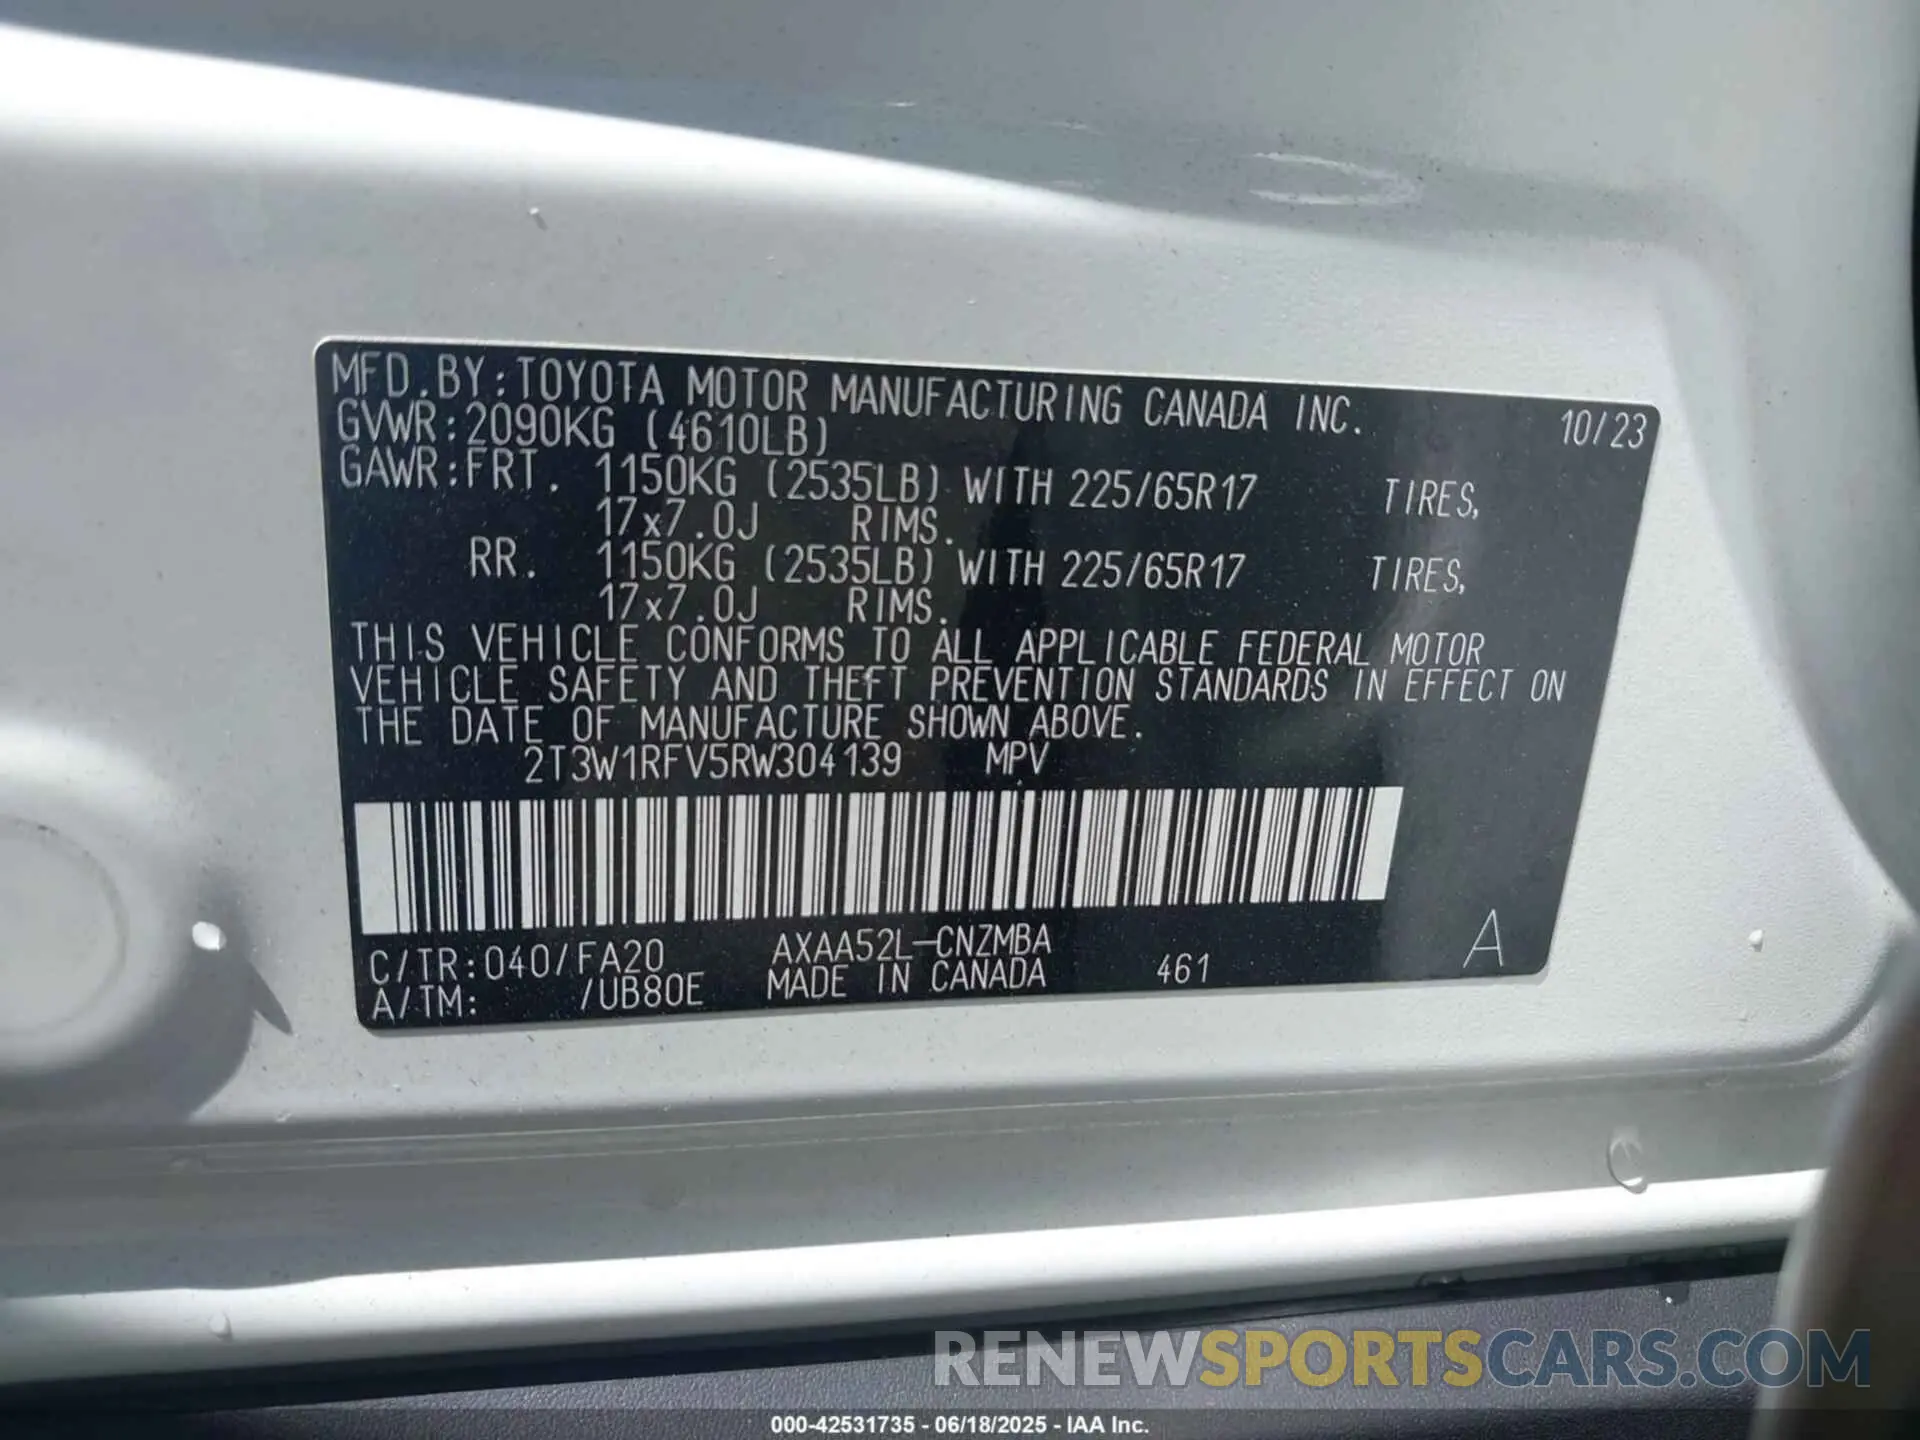 MFD.BY:TOYOTA MOTOR MANUFACTURING CANADA INC. 10/23
GVWR:2090KG (4610LB)
GAWR:FRT. 1150KG (2535LB) WITH 225/65R17 TIRES,
17x7.0J RIMS.
RR. 1150KG (2535LB) WITH 225/65R17 TIRES,
17x7.0J RIMS.
THIS VEHICLE CONFORMS TO ALL APPLICABLE FEDERAL MOTOR
VEHICLE SAFETY AND THEFT PREVENTION STANDARDS IN EFFECT ON
THE DATE OF MANUFACTURE SHOWN ABOVE.
2T3W1RFV5RW304139 MPV
C/TR:040/FA20 AXAA52L-CNZMBA
A/TM: /UB80E MADE IN CANADA 461 A
RENEWSPORTSCARS.COM
000-42531735 - 06/18/2025 - IAA Inc.